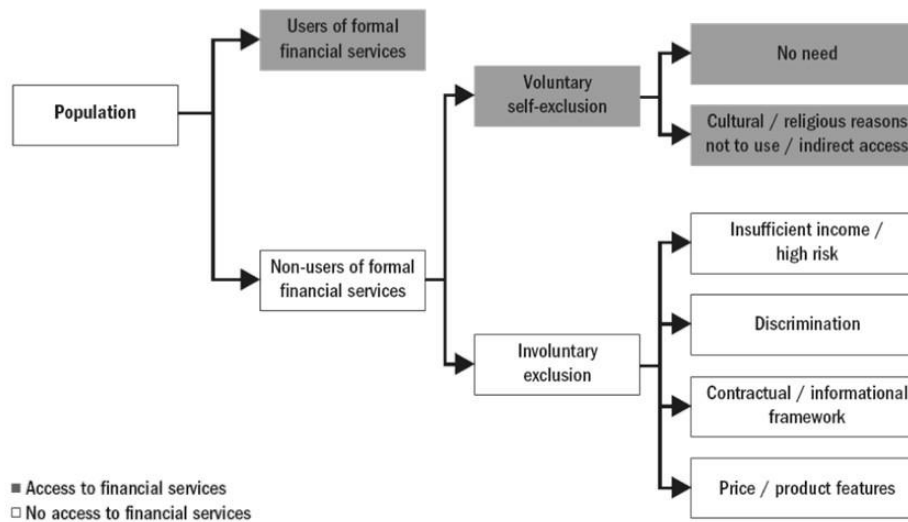 Users of formal
financial services
Population
Non-users of formal
financial services
Voluntary
self-exclusion
Involuntary
exclusion
No need
Cultural / religious reasons
not to use / indirect access
Insufficient income /
high risk
Discrimination
Contractual / informational
framework
Price / product features
Access to financial services
No access to financial services